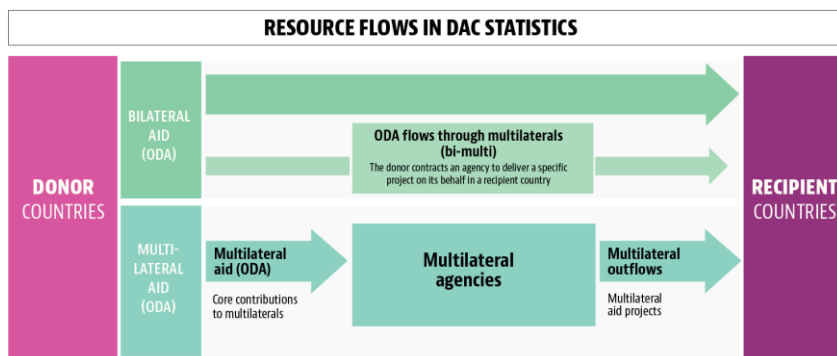 RESOURCE FLOWS IN DAC STATISTICS
DONOR
COUNTRIES
BILATERAL
AID
(ODA)
ODA flows through multilaterals
(bi-multi)
The donor contracts an agency to deliver a specific
project on its behalf in a recipient country
MULTI-
LATERAL
AID
(ODA)
Multilateral
aid (ODA)
Core contributions
to multilaterals
Multilateral
agencies
Multilateral
outflows
Multilateral
aid projects
RECIPIENT
COUNTRIES